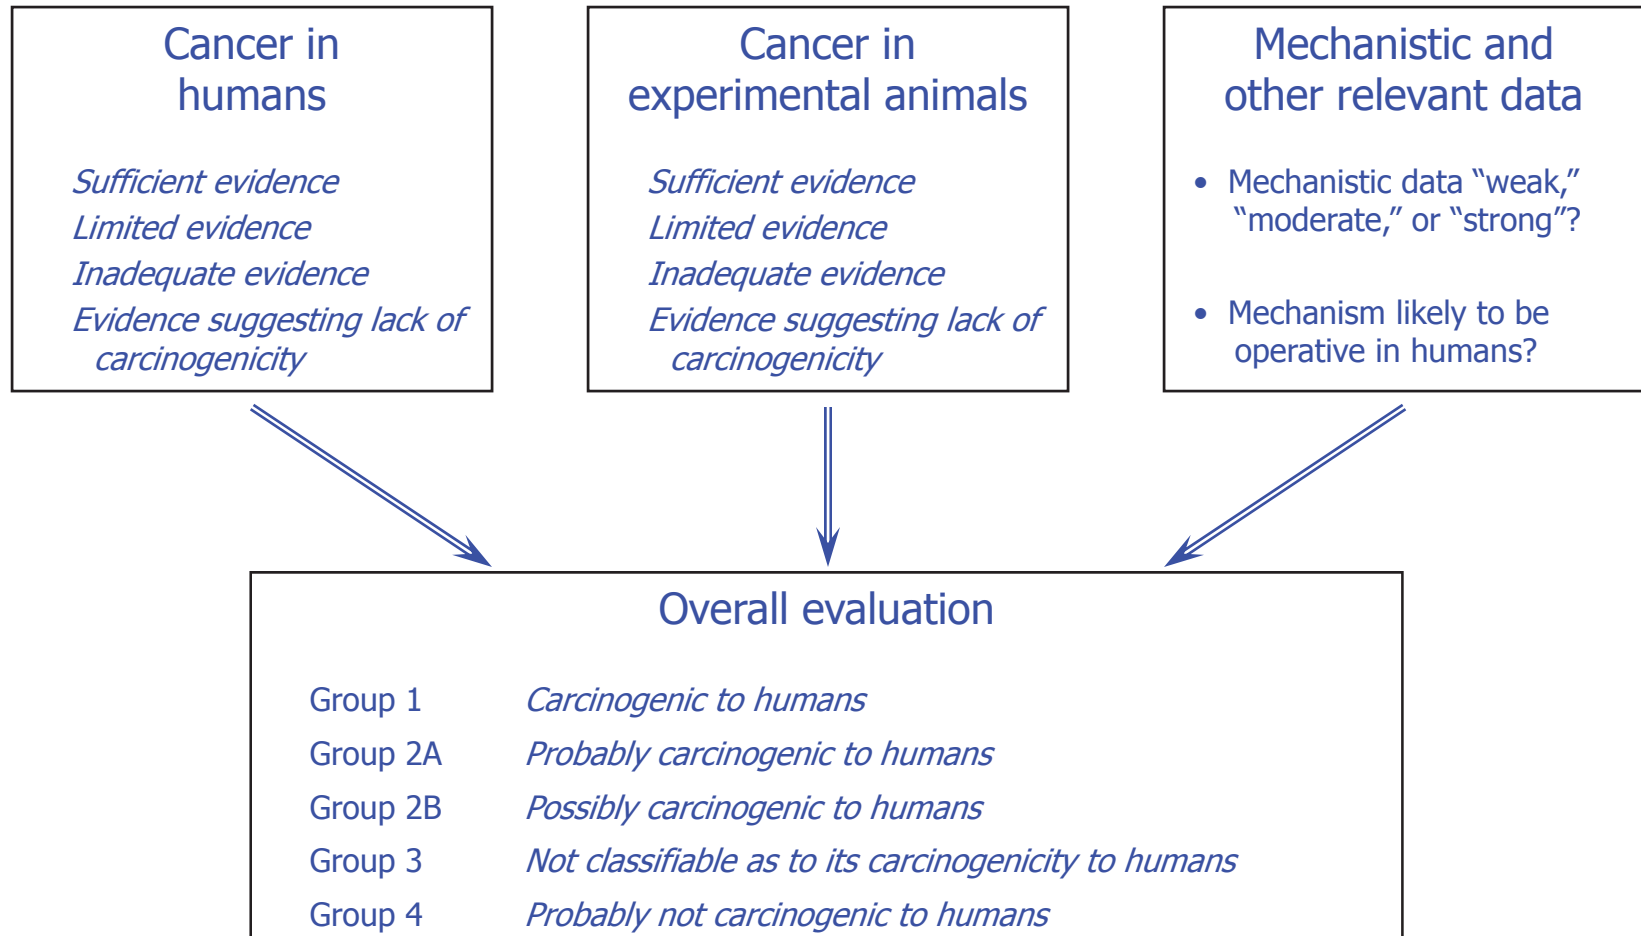 Cancer in
humans
Sufficient evidence
Limited evidence
Inadequate evidence
Evidence suggesting lack of
carcinogenicity
Cancer in
experimental animals
Sufficient evidence
Limited evidence
Inadequate evidence
Evidence suggesting lack of
carcinogenicity
Mechanistic and
other relevant data
• Mechanistic data “weak,”
“moderate,” or “strong”?
• Mechanism likely to be
operative in humans?
Overall evaluation
Group 1 Carcinogenic to humans
Group 2A Probably carcinogenic to humans
Group 2B Possibly carcinogenic to humans
Group 3 Not classifiable as to its carcinogenicity to humans
Group 4 Probably not carcinogenic to humans